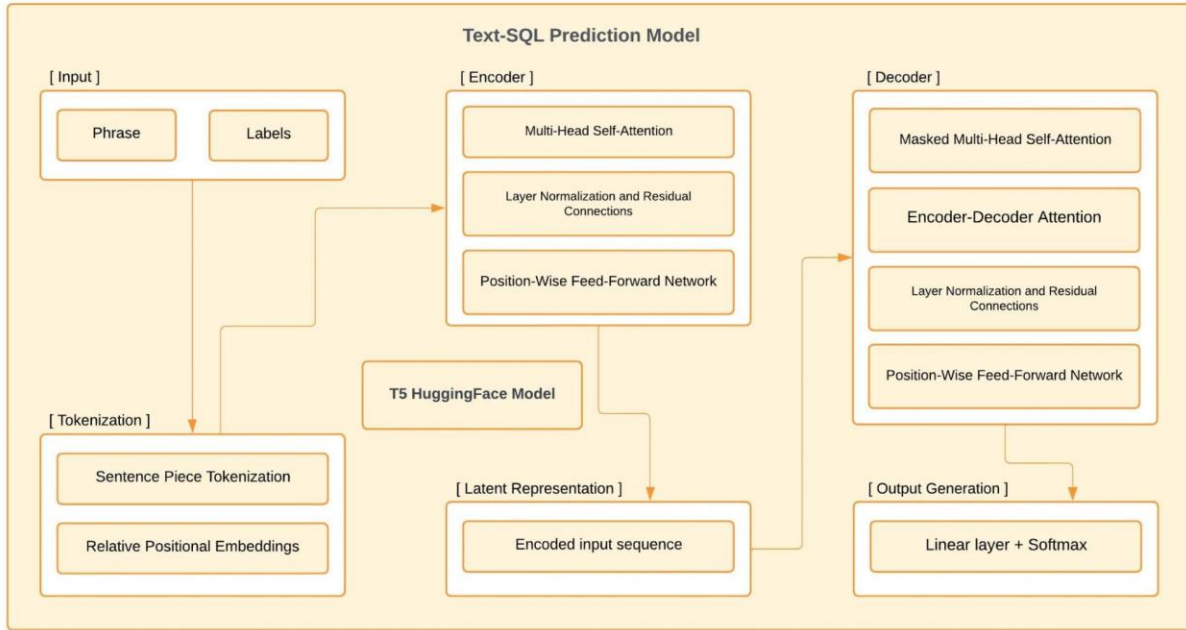 Text-SQL Prediction Model
[ Input ]
Phrase
Labels
[ Tokenization ]
Sentence Piece Tokenization
Relative Positional Embeddings
[ Encoder ]
Multi-Head Self-Attention
Layer Normalization and Residual
Connections
Position-Wise Feed-Forward Network
T5 HuggingFace Model
[ Latent Representation ]
Encoded input sequence
[ Decoder ]
Masked Multi-Head Self-Attention
Encoder-Decoder Attention
Layer Normalization and Residual
Connections
Position-Wise Feed-Forward Network
[ Output Generation ]
Linear layer + Softmax